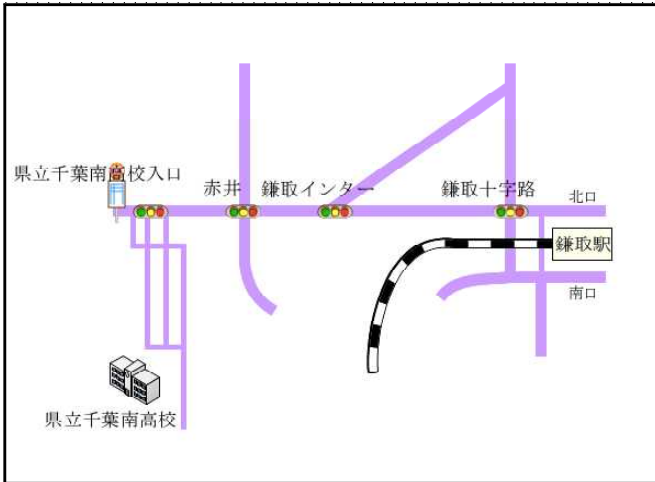 県立千葉南高校入口
赤井
鎌取インター
鎌取十字路
北口
鎌取駅
南口
県立千葉南高校